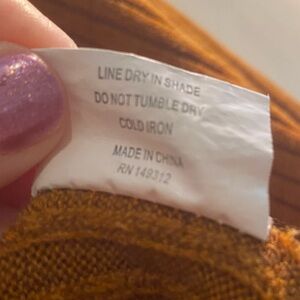 LINE DRY IN SHADE
DO NOT TUMBLE DRY
COLD IRON
MADE IN CHINA
RN 149312